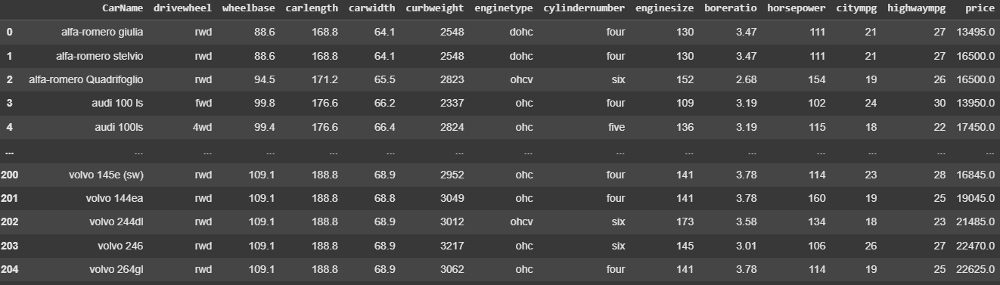 CarName drivewheel wheelbase carlength carwidth curbweight enginetype cylindernumber enginesize boreratio horsepower citympg highwaympg price
0 alfa-romero giulia rwd 88.6 168.8 64.1 2548 dohc four 130 3.47 111 21 27 13495.0
1 alfa-romero stelvio rwd 88.6 168.8 64.1 2548 dohc four 130 3.47 111 21 27 16500.0
2 alfa-romero Quadrifoglio rwd 94.5 171.2 65.5 2823 ohcv six 152 2.68 154 19 26 16500.0
3 audi 100 ls fwd 99.8 176.6 66.2 2337 ohc four 109 3.19 102 24 30 13950.0
4 audi 100ls 4wd 99.4 176.6 66.4 2824 ohc five 136 3.19 115 18 22 17450.0
... ... ... ... ... ... ... ... ... ... ... ... ... ... ...
200 volvo 145e (sw) rwd 109.1 188.8 68.9 2952 ohc four 141 3.78 114 23 28 16845.0
201 volvo 144ea rwd 109.1 188.8 68.8 3049 ohc four 141 3.78 160 19 25 19045.0
202 volvo 244dl rwd 109.1 188.8 68.9 3012 ohcv six 173 3.58 134 18 23 21485.0
203 volvo 246 rwd 109.1 188.8 68.9 3217 ohc six 145 3.01 106 26 27 22470.0
204 volvo 264gl rwd 109.1 188.8 68.9 3062 ohc four 141 3.78 114 19 25 22625.0